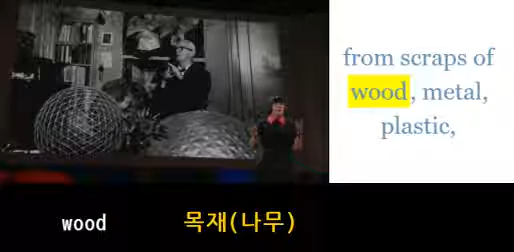 from scraps of
wood, metal,
plastic,
wood 목재(나무)